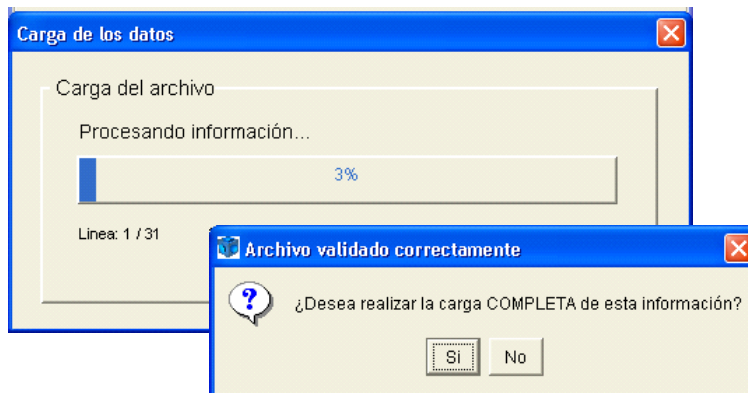 Carga de los datos
Carga del archivo
Procesando información...
3%
Linea: 1 / 31
Archivo validado correctamente
¿Desea realizar la carga COMPLETA de esta información?
Si No